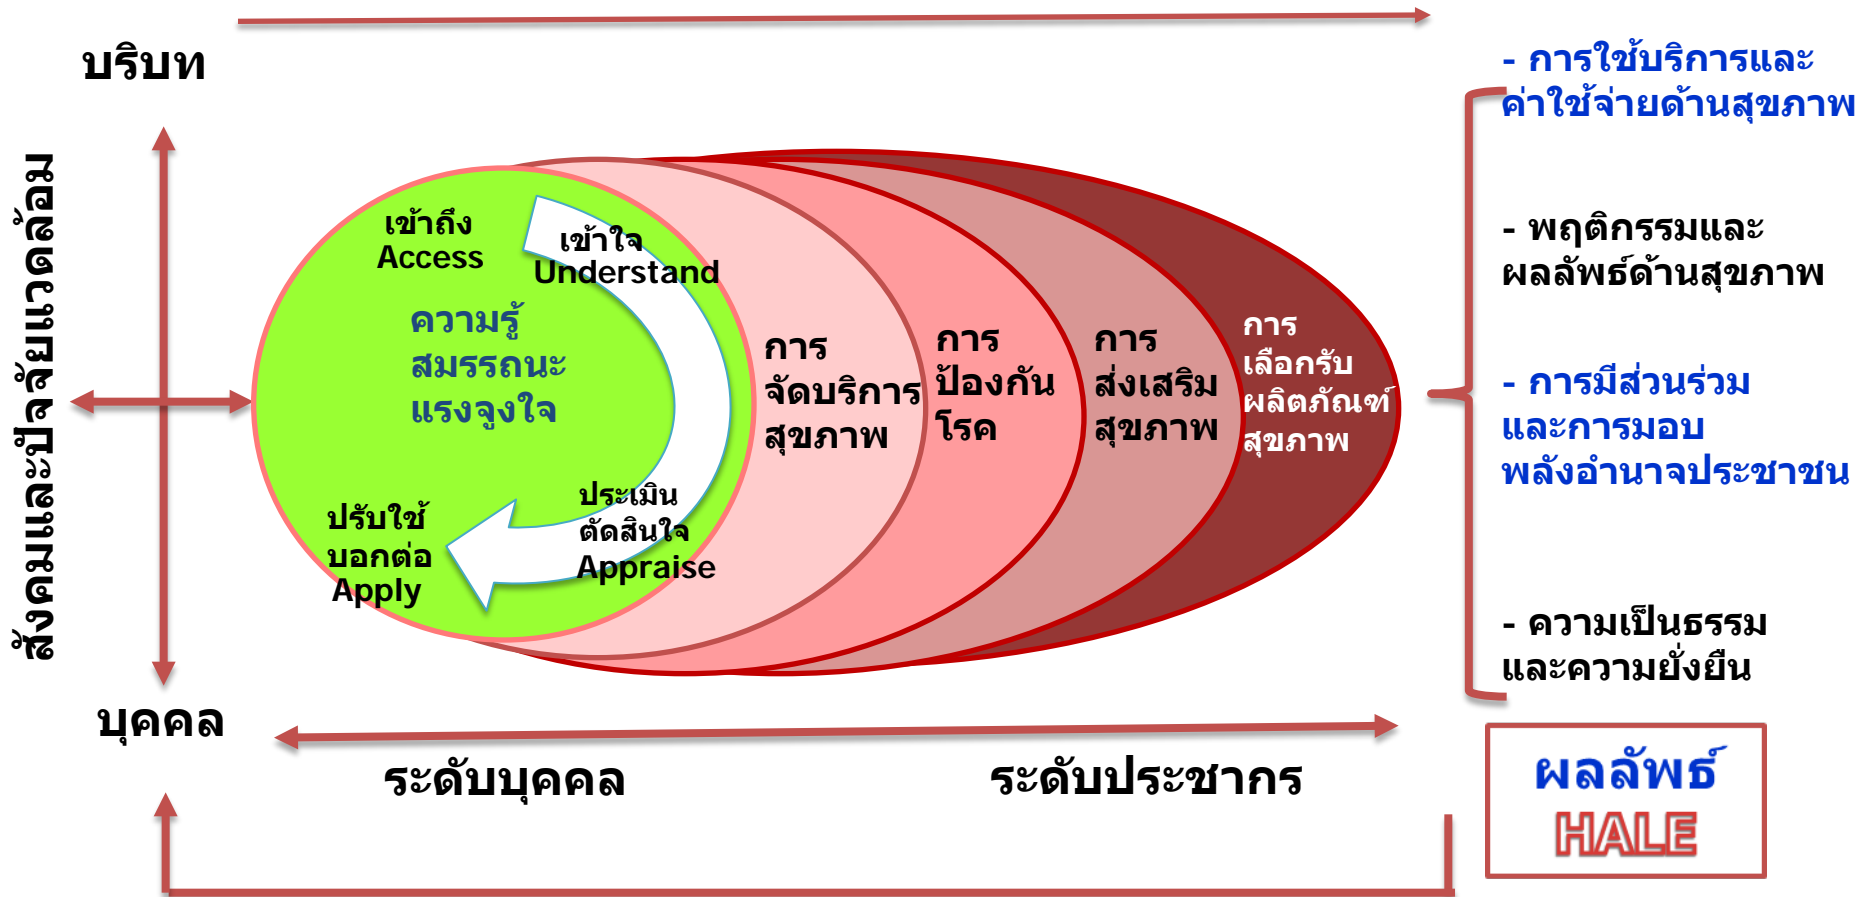 บริบท
สังคมและปัจจัยแวดล้อม
บุคคล
เข้าถึง
Access
เข้าใจ
Understand
ความรู้
สมรรถนะ
แรงจูงใจ
ประเมิน
ตัดสินใจ
Appraise
ปรับใช้
บอกต่อ
Apply
การ
จัดบริการ
สุขภาพ
การ
ป้องกัน
โรค
การ
ส่งเสริม
สุขภาพ
การ
เลือกรับ
ผลิตภัณฑ์
สุขภาพ
ระดับบุคคล
ระดับประชากร
- การใช้บริการและ
ค่าใช้จ่ายด้านสุขภาพ
- พฤติกรรมและ
ผลลัพธ์ด้านสุขภาพ
- การมีส่วนร่วม
และการมอบ
พลังอำนาจประชาชน
- ความเป็นธรรม
และความยั่งยืน
ผลลัพธ์
HALE